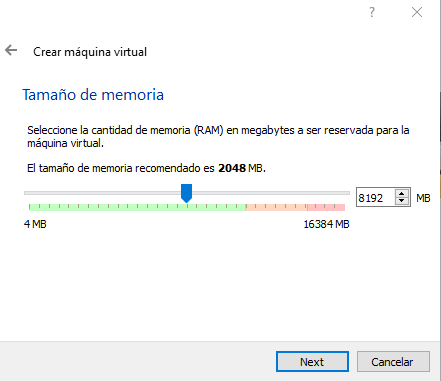 ?
Crear máquina virtual
Tamaño de memoria
Seleccione la cantidad de memoria (RAM) en megabytes a ser reservada para la
máquina virtual.
El tamaño de memoria recomendado es 2048 MB.
8192 MB
4 MB 16384 MB
Next Cancelar